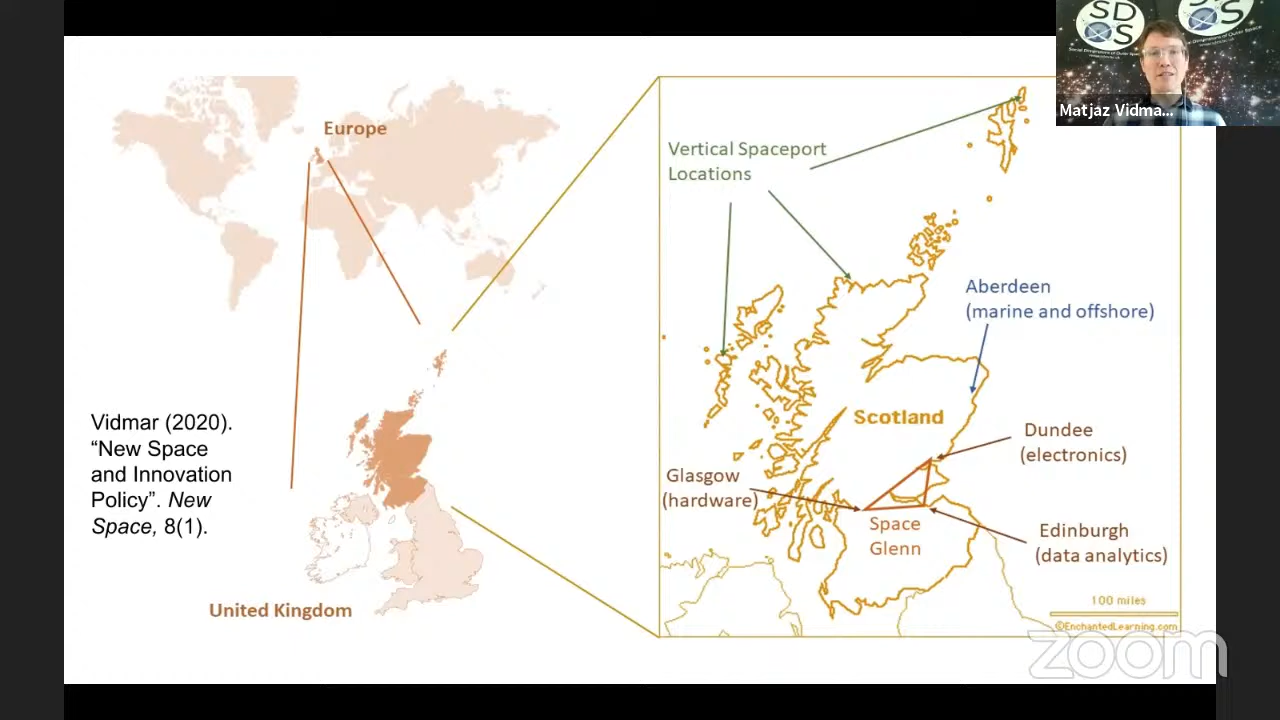 Europe
Vertical Spaceport
Locations
Aberdeen
(marine and offshore)
Scotland
Dundee
(electronics)
Glasgow
(hardware)
Space
Glenn
Edinburgh
(data analytics)
100 miles
©EnchantedLearning.com
Vidmar (2020).
“New Space
and Innovation
Policy”. New
Space, 8(1).
United Kingdom
SD
S
Matjaz Vidma...
zoom